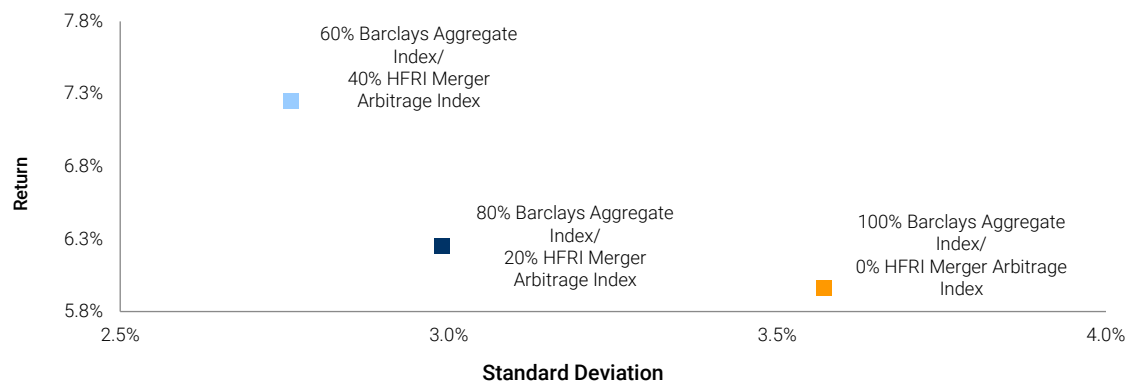 7.8%
60% Barclays Aggregate
Index/
40% HFRI Merger
Arbitrage Index
7.3%
6.8%
Return
6.3%
80% Barclays Aggregate
Index/
20% HFRI Merger
Arbitrage Index
100% Barclays Aggregate
Index/
0% HFRI Merger Arbitrage
Index
5.8%
2.5%
3.0%
3.5%
4.0%
Standard Deviation